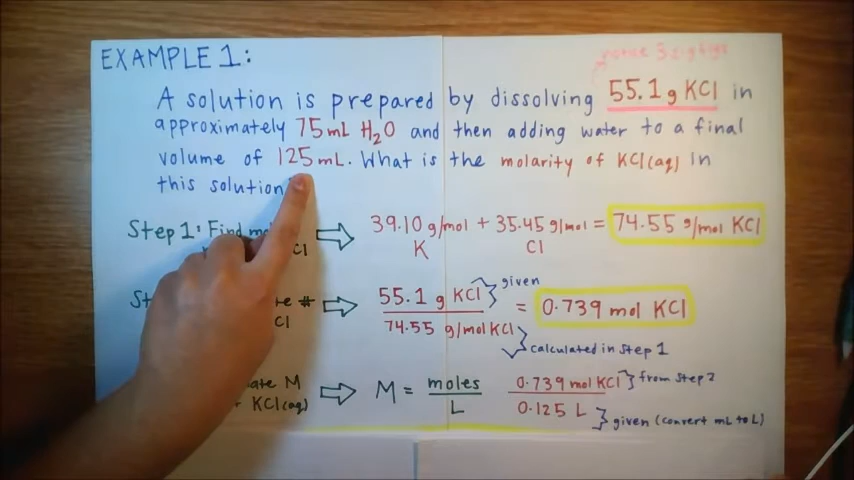 EXAMPLE 1:
3 sig figs
A solution is prepared by dissolving 55.1 g KCl in
approximately 75 mL H2O and then adding water to a final
volume of 125 mL. What is the molarity of KCl(aq) in
this solution
Step 1: Find
39.10 g/mol + 35.45 g/mol = 74.55 g/mol KCl
K Cl
Cl
55.1 g KCl given
#
= 0.739 mol KCl
Cl
74.55 g/mol KCl
calculated in Step 1
M
M = moles 0.739 mol KCl from Step 2
KCl(aq)
L 0.125 L given (convert mL to L)